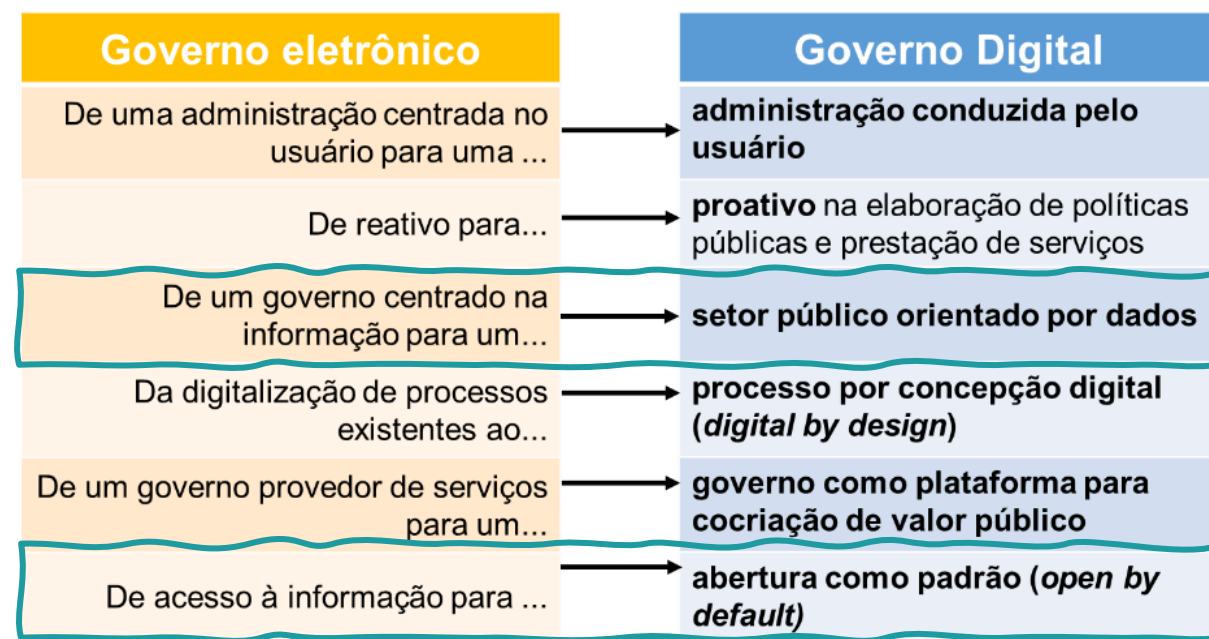 Governo eletrônico
Governo Digital
De uma administração centrada no
usuário para uma ...
administração conduzida pelo
usuário
De reativo para...
proativo na elaboração de políticas
públicas e prestação de serviços
De um governo centrado na
informação para um...
setor público orientado por dados
Da digitalização de processos
existentes ao...
processo por concepção digital
(digital by design)
De um governo provedor de serviços
para um...
governo como plataforma para
cocriação de valor público
De acesso à informação para ...
abertura como padrão (open by
default)